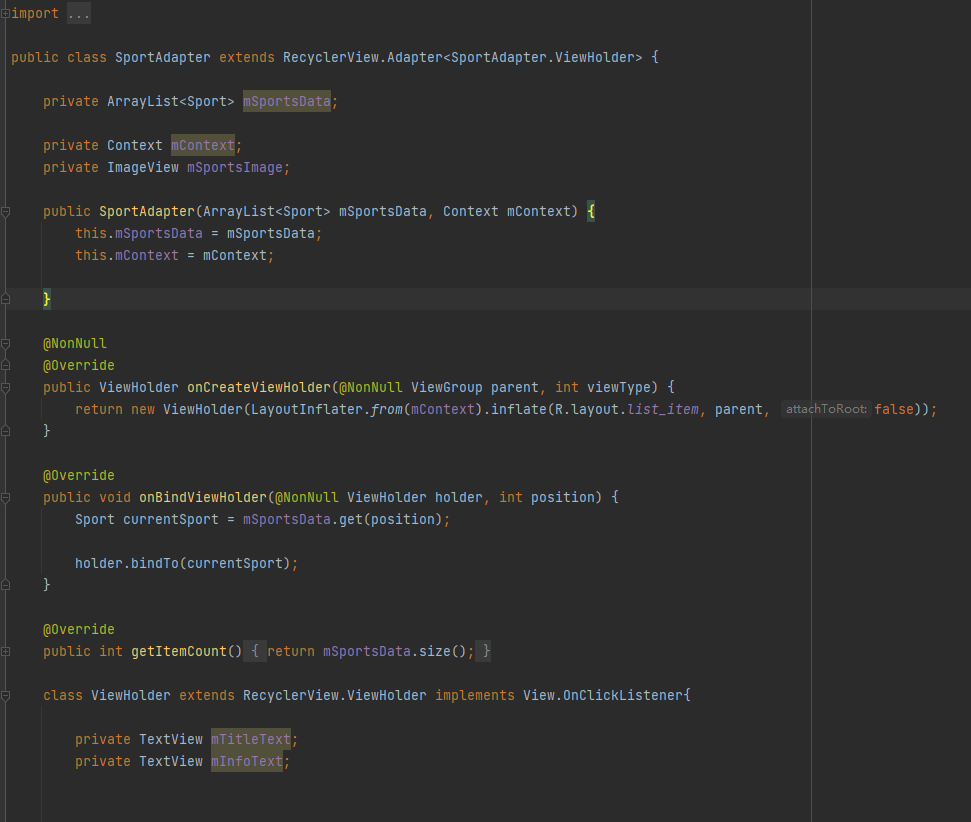 import ...
public class SportAdapter extends RecyclerView.Adapter<SportAdapter.ViewHolder> {
private ArrayList<Sport> mSportsData;
private Context mContext;
private ImageView mSportsImage;
public SportAdapter(ArrayList<Sport> mSportsData, Context mContext) {
this.mSportsData = mSportsData;
this.mContext = mContext;
}
@NonNull
@Override
public ViewHolder onCreateViewHolder(@NonNull ViewGroup parent, int viewType) {
return new ViewHolder(LayoutInflater.from(mContext).inflate(R.layout.list_item, parent, attachToRoot: false));
}
@Override
public void onBindViewHolder(@NonNull ViewHolder holder, int position) {
Sport currentSport = mSportsData.get(position);
holder.bindTo(currentSport);
}
@Override
public int getItemCount() { return mSportsData.size(); }
class ViewHolder extends RecyclerView.ViewHolder implements View.OnClickListener{
private TextView mTitleText;
private TextView mInfoText;